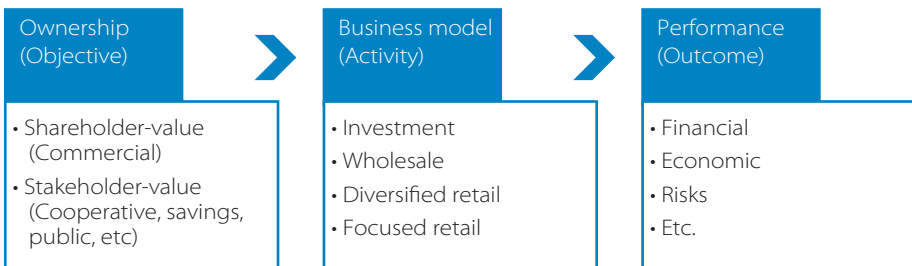 Ownership
(Objective)
• Shareholder-value
(Commercial)
• Stakeholder-value
(Cooperative, savings,
public, etc)
Business model
(Activity)
• Investment
• Wholesale
• Diversified retail
• Focused retail
Performance
(Outcome)
• Financial
• Economic
• Risks
• Etc.